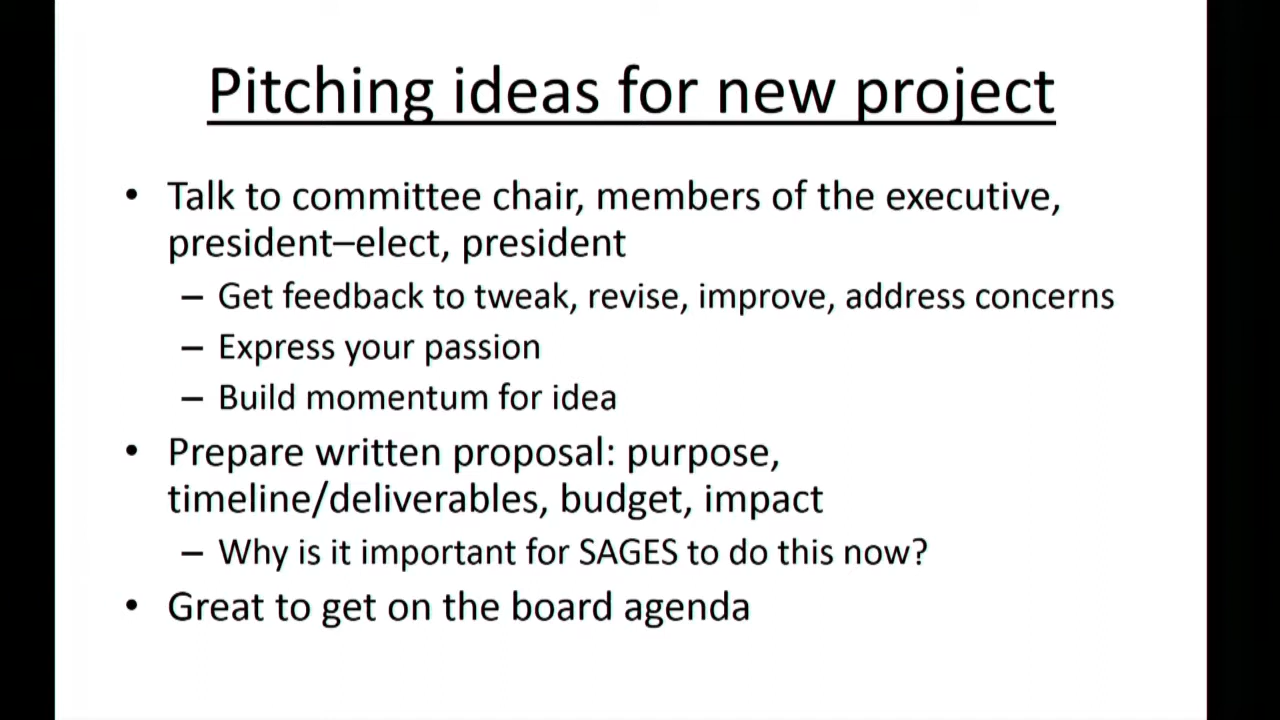 Pitching ideas for new project
• Talk to committee chair, members of the executive,
president–elect, president
– Get feedback to tweak, revise, improve, address concerns
– Express your passion
– Build momentum for idea
• Prepare written proposal: purpose,
timeline/deliverables, budget, impact
– Why is it important for SAGES to do this now?
• Great to get on the board agenda